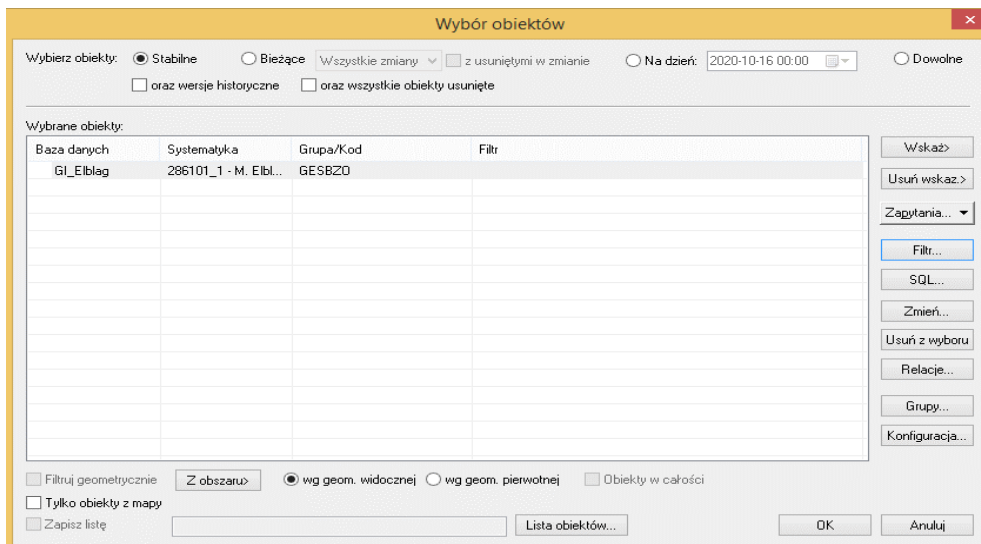 Wybór obiektów
Wybierz obiekty: Stabilne Bieżące Wszystkie zmiany z usuniętymi w zmianie Na dzień: 2020-10-16 00:00 Dowolne
oraz wersje historyczne oraz wszystkie obiekty usunięte
Wybrane obiekty:
Baza danych Systematyka Grupa/Kod Filtr
GI_Elblag 286101_1 - M. Elbl... GESBZO
Wskaż>
Usuń wskaz.>
Zapytania...
Filtr...
SQL...
Zmień...
Usuń z wyboru
Relacje...
Grupy...
Konfiguracja...
Filtruj geometrycznie Z obszaru> wg geom. widocznej wg geom. pierwotnej Obiekty w całości
Tylko obiekty z mapy
Zapisz listę Lista obiektów... OK Anuluj